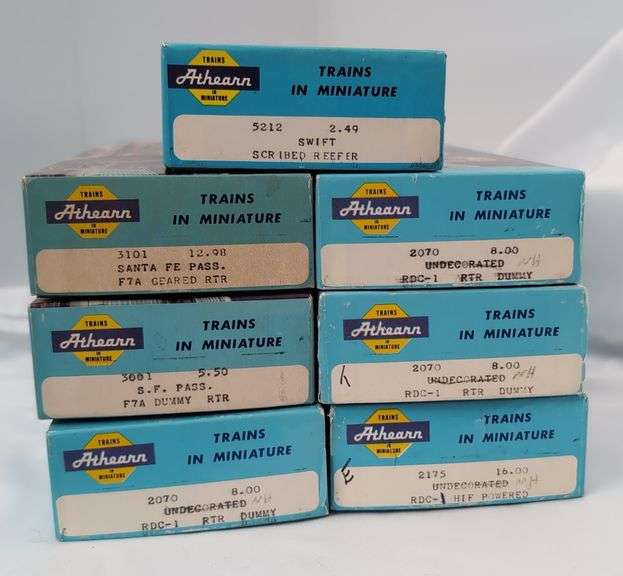 TRAINS
Athearn
IN
MINIATURE
TRAINS
IN MINIATURE
5212 2.49
SWIFT
SCRIBED REEFER
TRAINS
Athearn
IN
MINIATURE
TRAINS
IN MINIATURE
3101 12.98
SANTA FE PASS.
F7A GEARED RTR
TRAINS
Athearn
IN
MINIATURE
TRAINS
IN MINIATURE
2070 8.00
UNDECORATED NH
RDC-1 RTR DUMMY
TRAINS
Athearn
IN
MINIATURE
TRAINS
IN MINIATURE
3001 5.50
S.F. PASS.
F7A DUMMY RTR
TRAINS
Athearn
IN
MINIATURE
TRAINS
IN MINIATURE
2070 8.00
UNDECORATED
RDC-1 RTR DUMMY
TRAINS
Athearn
IN
MINIATURE
TRAINS
IN MINIATURE
2070 8.00
UNDECORATED NH
RDC-1 RTR DUMMY
TRAINS
Athearn
IN
MINIATURE
TRAINS
IN MINIATURE
E
2175 16.00
UNDECORATED NH
RDC-1 HIF POWERED